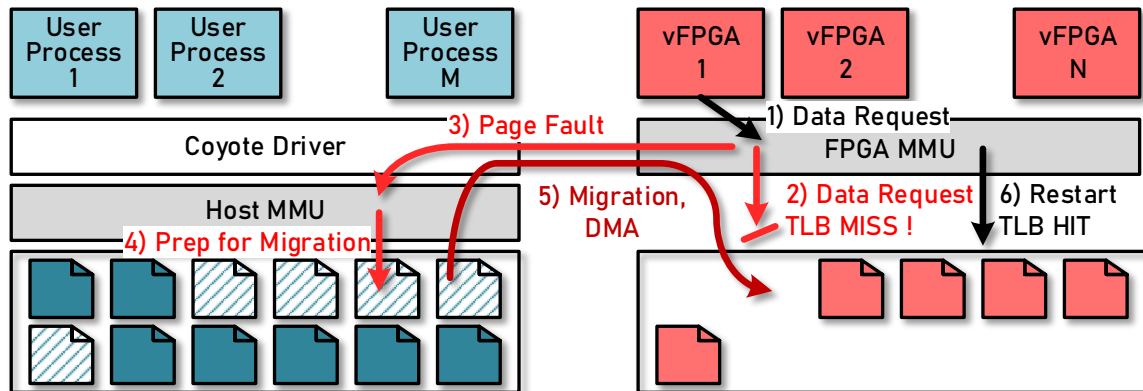 User
Process
1
User
Process
2
User
Process
M
vFPGA
1
vFPGA
2
vFPGA
N
1) Data Request
3) Page Fault
Coyote Driver
FPGA MMU
5) Migration,
DMA
2) Data Request
TLB MISS !
6) Restart
TLB HIT
Host MMU
4) Prep for Migration